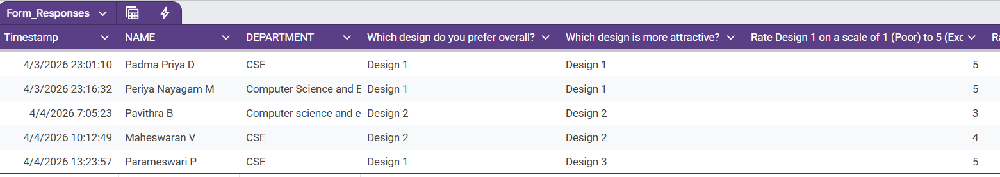 Form_Responses
Timestamp NAME DEPARTMENT Which design do you prefer overall? Which design is more attractive? Rate Design 1 on a scale of 1 (Poor) to 5 (Exc Ra
4/3/2026 23:01:10 Padma Priya D CSE Design 1 Design 1 5
4/3/2026 23:16:32 Periya Nayagam M Computer Science and E Design 1 Design 1 5
4/4/2026 7:05:23 Pavithra B Computer science and e Design 2 Design 2 3
4/4/2026 10:12:49 Maheswaran V CSE Design 2 Design 2 4
4/4/2026 13:23:57 Parameswari P CSE Design 1 Design 3 5